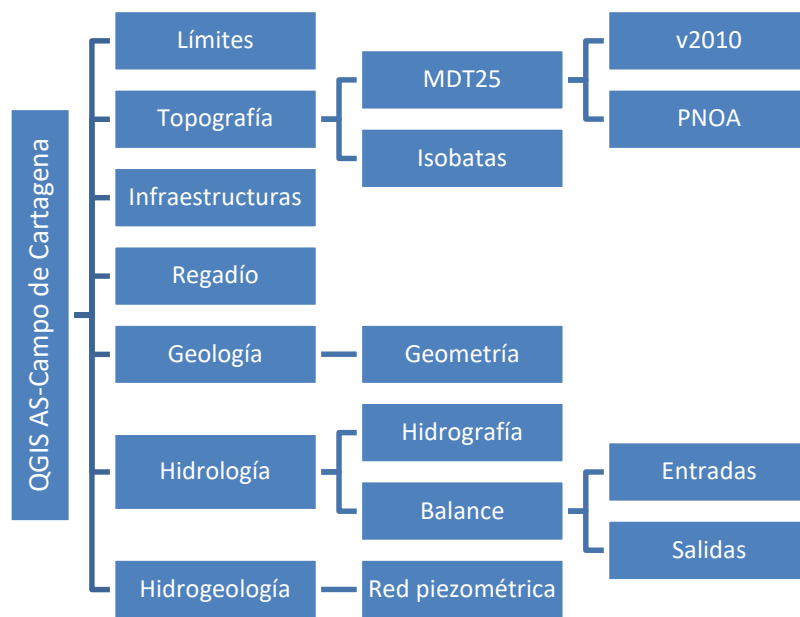 QGIS AS-Campo de Cartagena
Límites
Topografía
MDT25
v2010
PNOA
Isobatas
Infraestructuras
Regadío
Geología
Geometría
Hidrología
Hidrografía
Balance
Entradas
Salidas
Hidrogeología
Red piezométrica